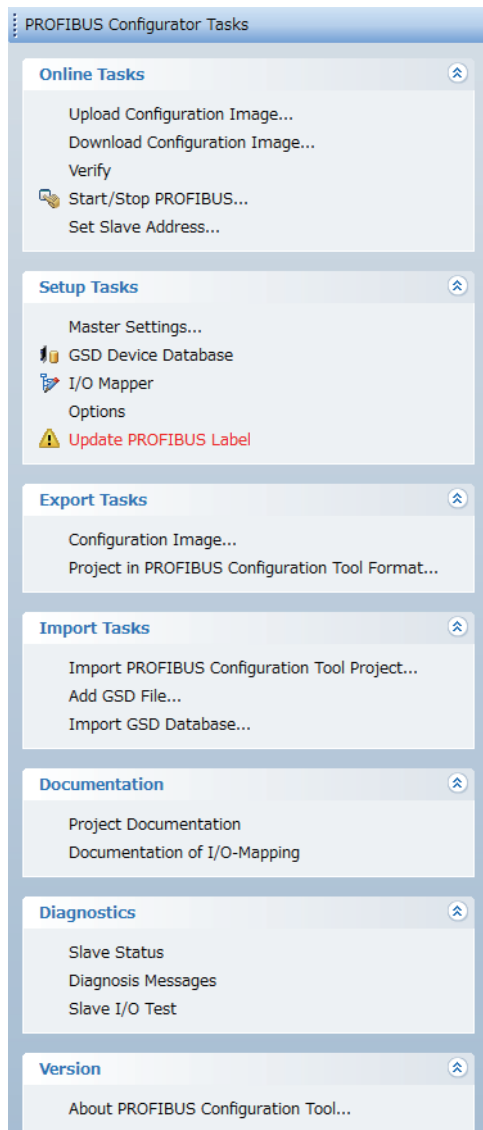 PROFIBUS Configurator Tasks
Online Tasks
Upload Configuration Image...
Download Configuration Image...
Verify
Start/Stop PROFIBUS...
Set Slave Address...
Setup Tasks
Master Settings...
GSD Device Database
I/O Mapper
Options
Update PROFIBUS Label
Export Tasks
Configuration Image...
Project in PROFIBUS Configuration Tool Format...
Import Tasks
Import PROFIBUS Configuration Tool Project...
Add GSD File...
Import GSD Database...
Documentation
Project Documentation
Documentation of I/O-Mapping
Diagnostics
Slave Status
Diagnosis Messages
Slave I/O Test
Version
About PROFIBUS Configuration Tool...